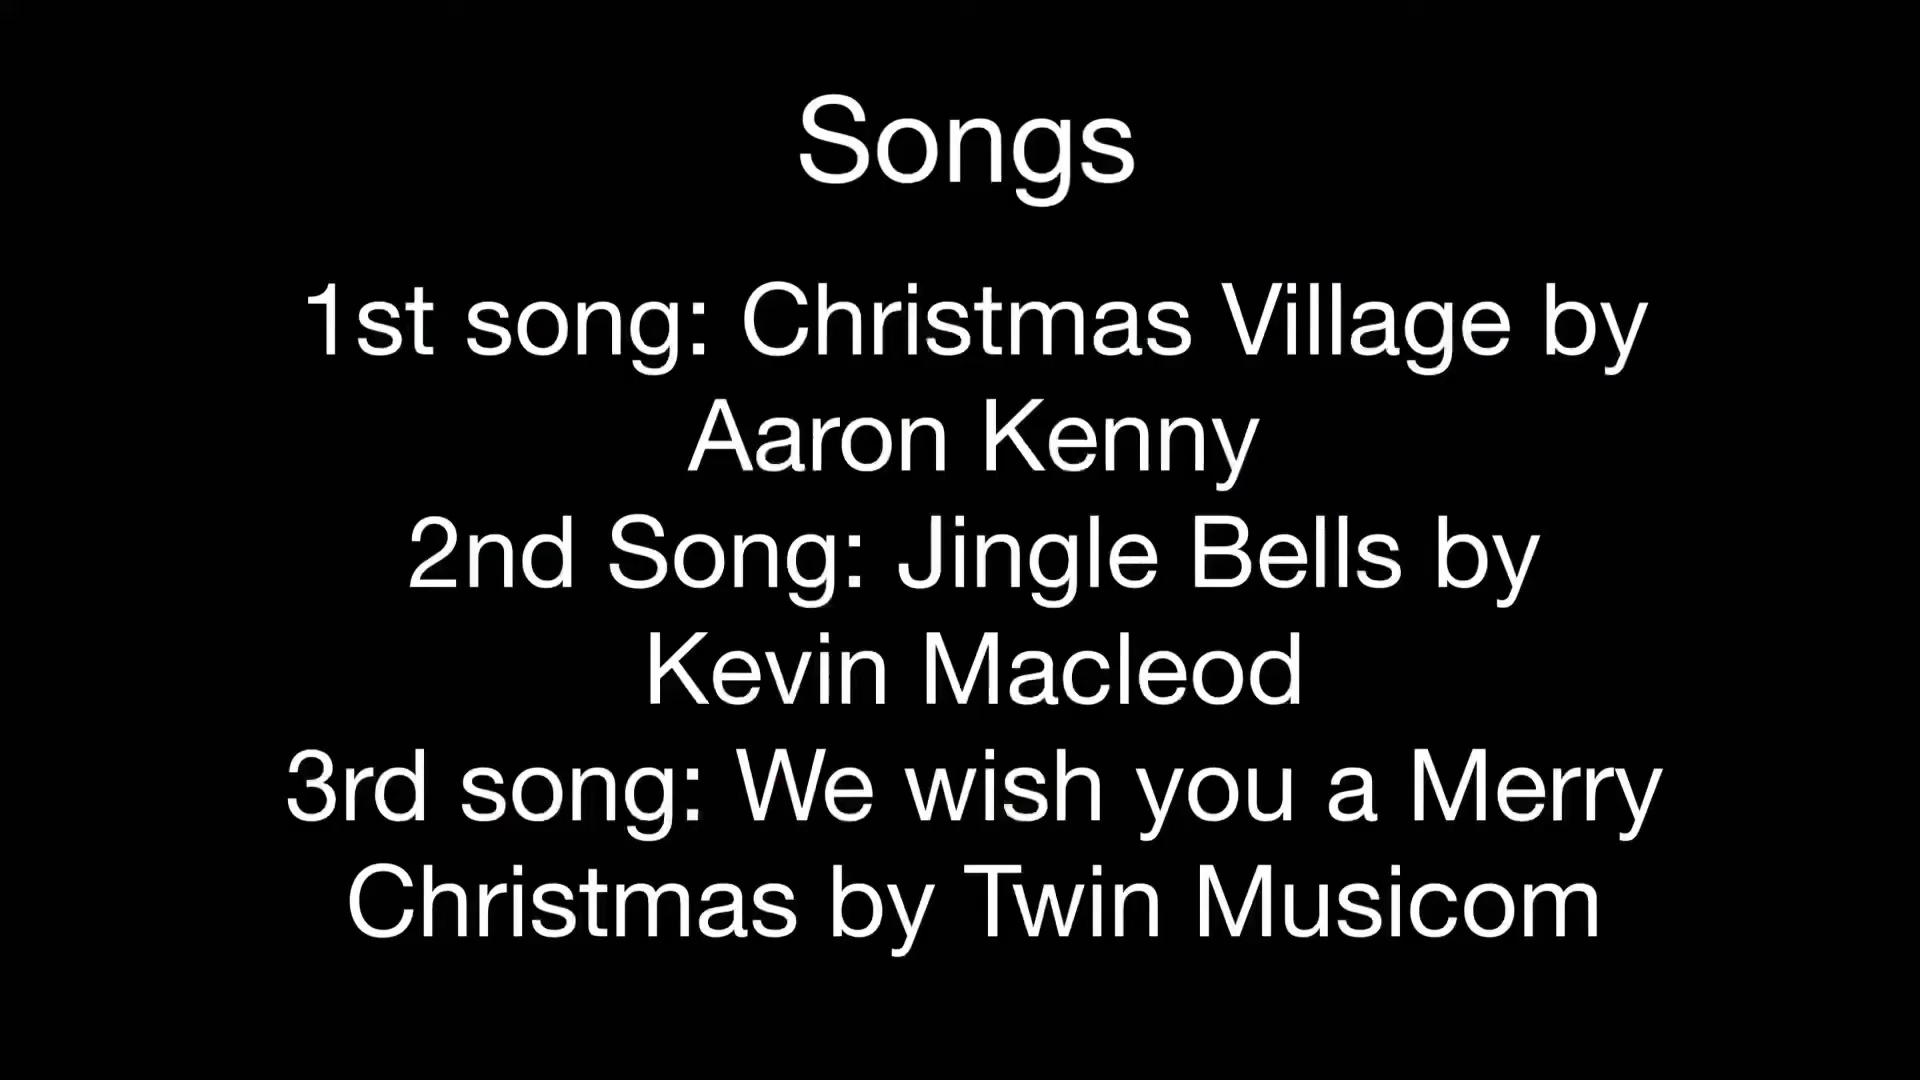 Songs
1st song: Christmas Village by
Aaron Kenny
2nd Song: Jingle Bells by
Kevin Macleod
3rd song: We wish you a Merry
Christmas by Twin Musicom